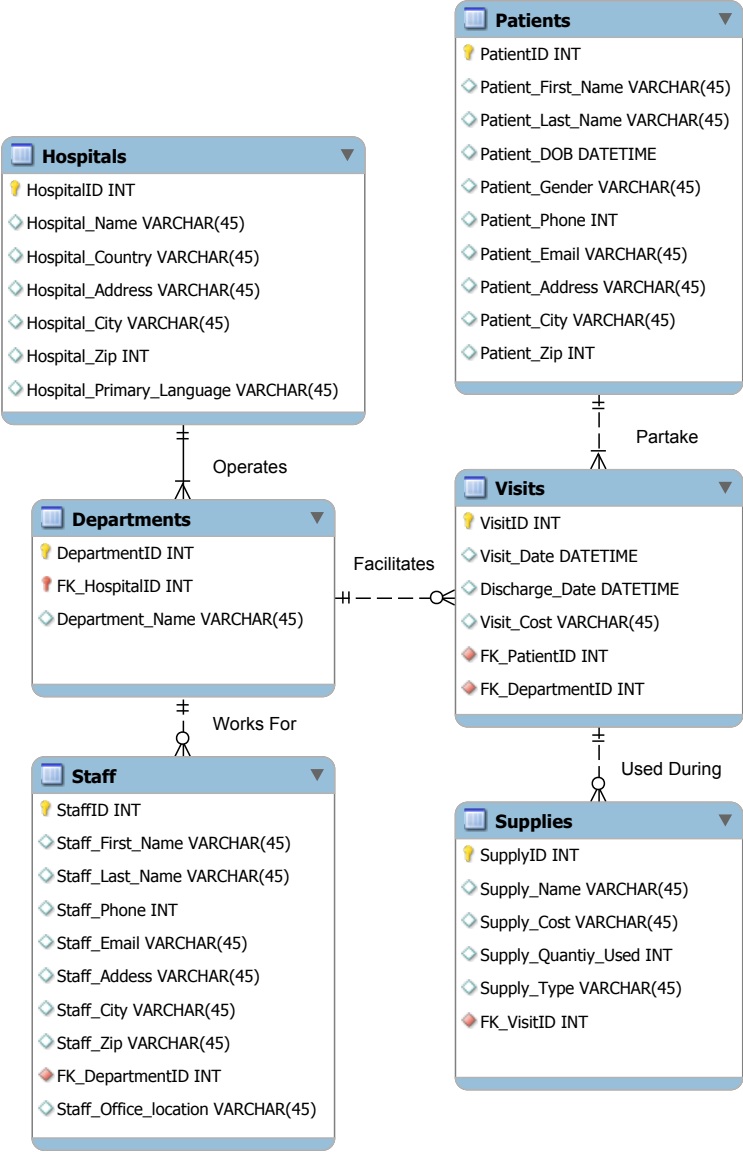 Patients
PatientID INT
Patient_First_Name VARCHAR(45)
Patient_Last_Name VARCHAR(45)
Patient_DOB DATETIME
Patient_Gender VARCHAR(45)
Patient_Phone INT
Patient_Email VARCHAR(45)
Patient_Address VARCHAR(45)
Patient_City VARCHAR(45)
Patient_Zip INT
Hospitals
HospitalID INT
Hospital_Name VARCHAR(45)
Hospital_Country VARCHAR(45)
Hospital_Address VARCHAR(45)
Hospital_City VARCHAR(45)
Hospital_Zip INT
Hospital_Primary_Language VARCHAR(45)
Partake
Operates
Visits
VisitID INT
Visit_Date DATETIME
Discharge_Date DATETIME
Visit_Cost VARCHAR(45)
FK_PatientID INT
FK_DepartmentID INT
Departments
DepartmentID INT
FK_HospitalID INT
Department_Name VARCHAR(45)
Facilitates
Works For
Used During
Staff
StaffID INT
Staff_First_Name VARCHAR(45)
Staff_Last_Name VARCHAR(45)
Staff_Phone INT
Staff_Email VARCHAR(45)
Staff_Addess VARCHAR(45)
Staff_City VARCHAR(45)
Staff_Zip VARCHAR(45)
FK_DepartmentID INT
Staff_Office_location VARCHAR(45)
Supplies
SupplyID INT
Supply_Name VARCHAR(45)
Supply_Cost VARCHAR(45)
Supply_Quantiy_Used INT
Supply_Type VARCHAR(45)
FK_VisitID INT